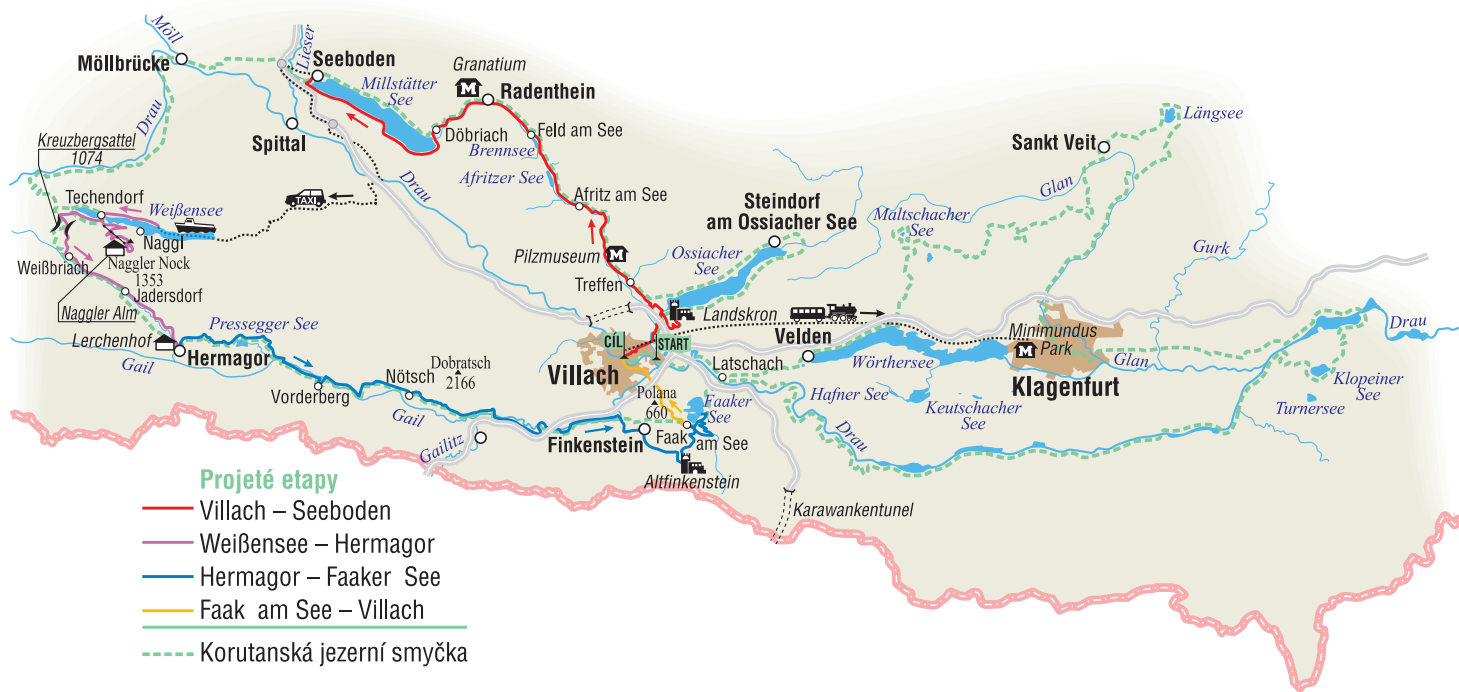 Möll
Lieser
Möllbrücke
Seeboden
Granatium
M
Millstätter
See
Radenthein
Döbriach
Feld am See
Brennsee
Drau
Spittal
Kreuzbergsattel
1074
Afritzer See
Afritz am See
Drau
Längsee
Sankt Veit
Glan
Techendorf
Weißensee
TAXI
Naggl
Weißbriach
Naggler Nock
1353
Jadersdorf
Naggler Alm
Steindorf
am Ossiacher See
Maltschacher
See
Gurk
Pilzmuseum
M
Ossiacher
See
Treffen
Landskron
Pressegger See
Lerchenhof
Hermagor
Gail
CÍL
START
Velden
Minimundus
Park
M
Drau
Glan
Wörthersee
Klagenfurt
Villach
Latschach
Dobratsch
2166
Nötsch
Vorderberg
Gail
Polana
660
Faaker
See
Hafner See
Keutschacher
See
Klopeiner
See
Turnersee
Drau
Gailitz
Finkenstein
Faak
am See
Altfinkenstein
Karawankentunel
Projeté etapy
Villach – Seeboden
Weißensee – Hermagor
Hermagor – Faaker See
Faak am See – Villach
Korutanská jezerní smyčka